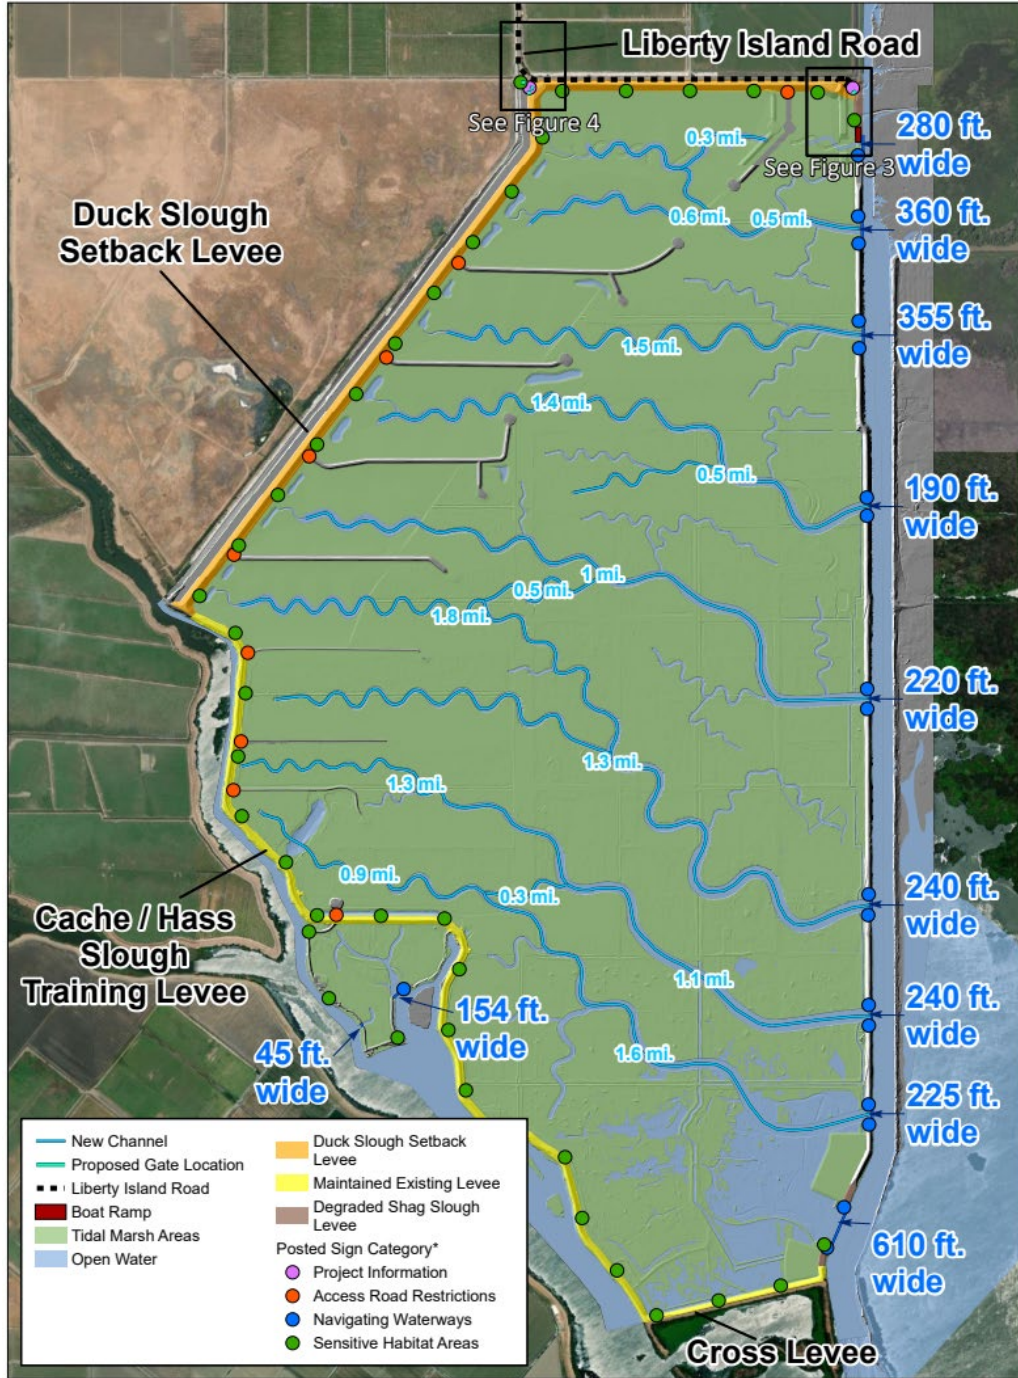 Liberty Island Road
See Figure 4
0.3 mi.
280 ft.
wide
See Figure 3
Duck Slough
Setback Levee
0.6 mi.
0.5 mi.
360 ft.
wide
355 ft.
wide
1.5 mi.
1.4 mi.
0.5 mi.
190 ft.
wide
1 mi.
0.5 mi.
1.8 mi.
220 ft.
wide
1.3 mi.
1.3 mi.
0.9 mi.
0.3 mi.
240 ft.
wide
Cache / Hass
Slough
Training Levee
1.1 mi.
240 ft.
wide
154 ft.
wide
45 ft.
wide
1.6 mi.
225 ft.
wide
610 ft.
wide
Cross Levee
New Channel
Proposed Gate Location
Liberty Island Road
Boat Ramp
Tidal Marsh Areas
Open Water
Duck Slough Setback
Levee
Maintained Existing Levee
Degraded Shag Slough
Levee
Posted Sign Category*
Project Information
Access Road Restrictions
Navigating Waterways
Sensitive Habitat Areas